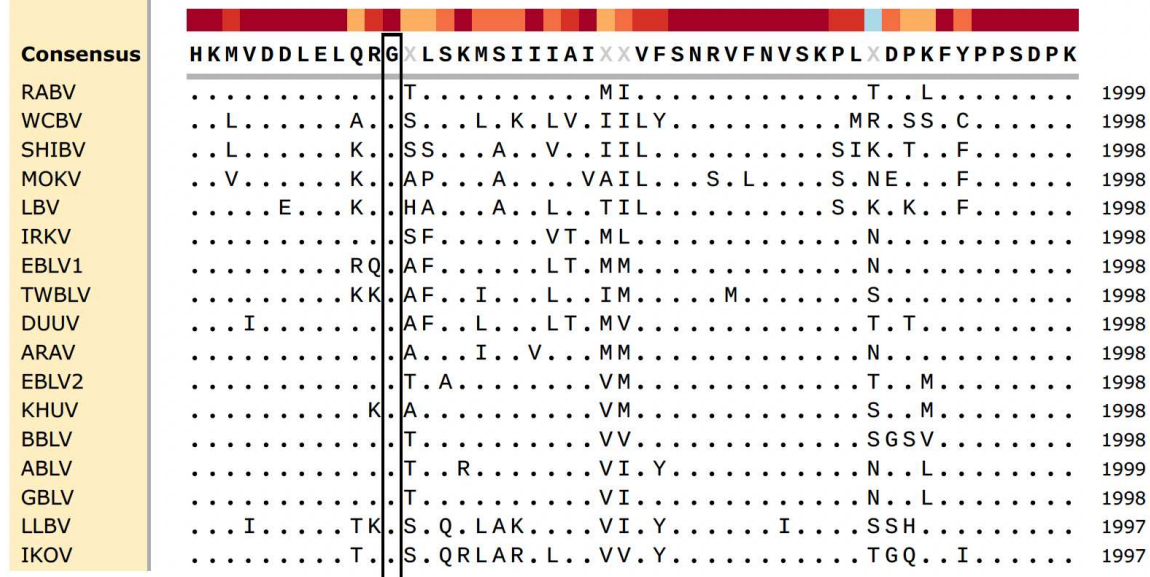 Consensus HKMVDDLELQRGXLSKMSIIIAIXXVFSNRVFNVSKPLXDPKFYPPSDPK
RABV ............T..........MI.............T..L........ 1999
WCBV ..L......A..S...L.K.LV.IILY..........MR.SS.C...... 1998
SHIBV ..L......K..SS...A..V..IIL..........SIK.T..F...... 1998
MOKV ..V......K..AP...A....VAIL...S.L....S.NE...F...... 1998
LBV .....E...K..HA...A..L..TIL..........S.K.K..F...... 1998
IRKV ............SF......VT.ML.............N........... 1998
EBLV1 .........RQ.AF......LT.MM.............N........... 1998
TWBLV .........KK.AF..I...L..IM.....M.......S........... 1998
DUUV ...I........AF..L...LT.MV.............T.T......... 1998
ARAV ............A...I..V...MM.............N........... 1998
EBLV2 ............T.A........VM.............T..M........ 1998
KHUV ..........K.A..........VM.............S..M........ 1998
BBLV ............T..........VV.............SGSV........ 1998
ABLV ............T..R.......VI.Y...........N..L........ 1999
GBLV ............T..........VI.............N..L........ 1998
LLBV ...I.....TK.S.Q.LAK....VI.Y......I....SSH......... 1997
IKOV .........T..S.QRLAR.L..VV.Y...........TGQ..I...... 1997